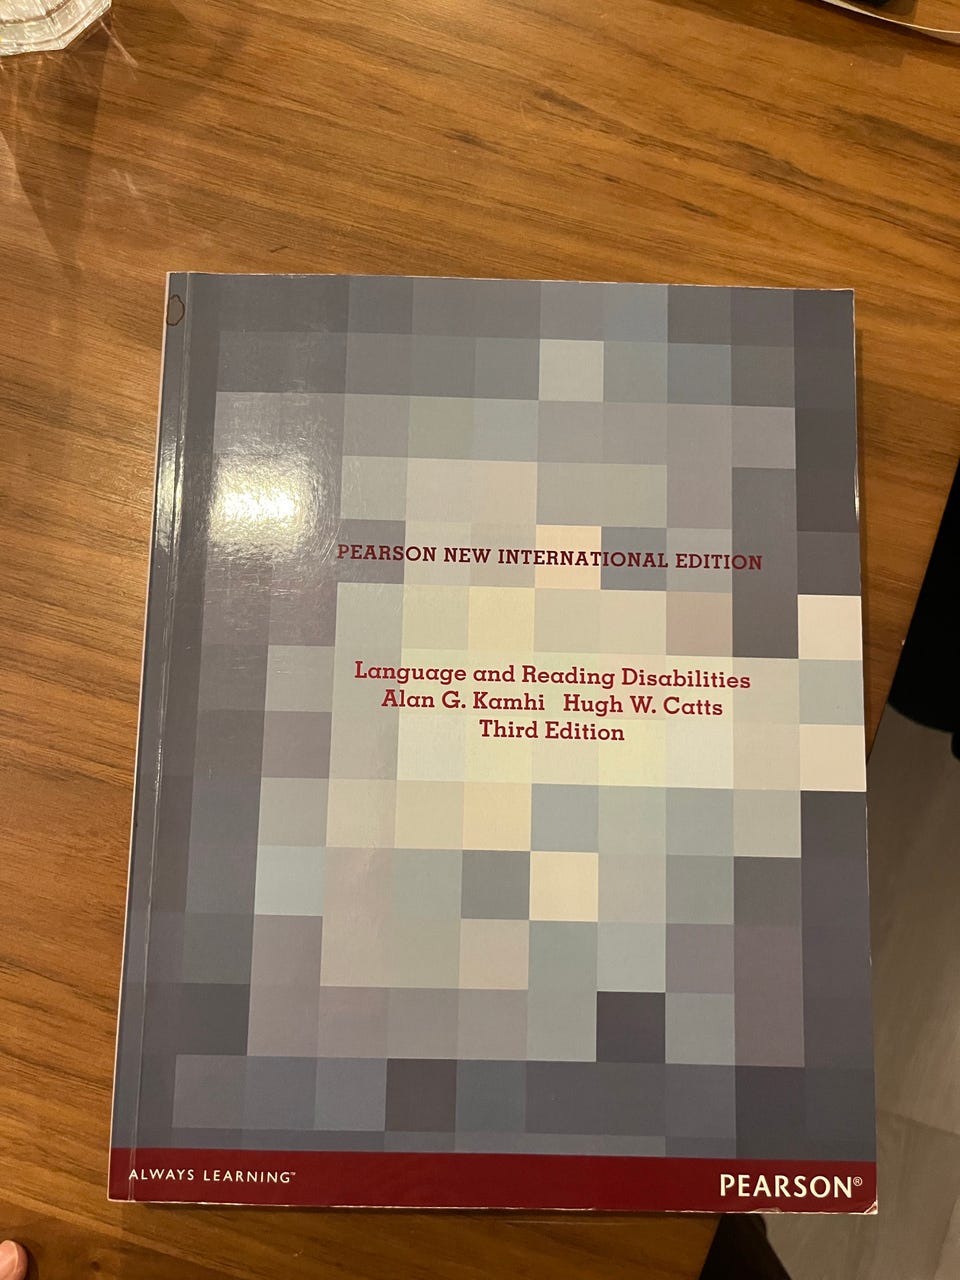 PEARSON NEW INTERNATIONAL EDITION
Language and Reading Disabilities
Alan G. Kamhi   Hugh W. Catts
Third Edition
ALWAYS LEARNING™
PEARSON®